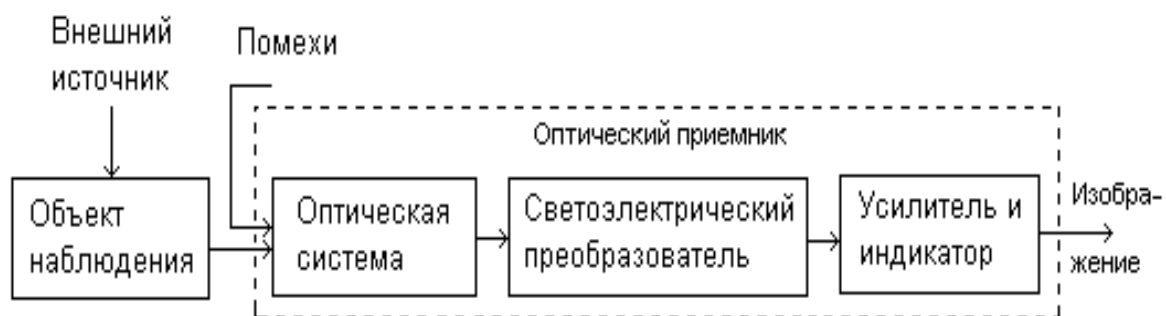 Внешний
источник
Помехи
Оптический приемник
Объект
наблюдения
Оптическая
система
Светоэлектрический
преобразователь
Усилитель и
индикатор
Изобра-
жение